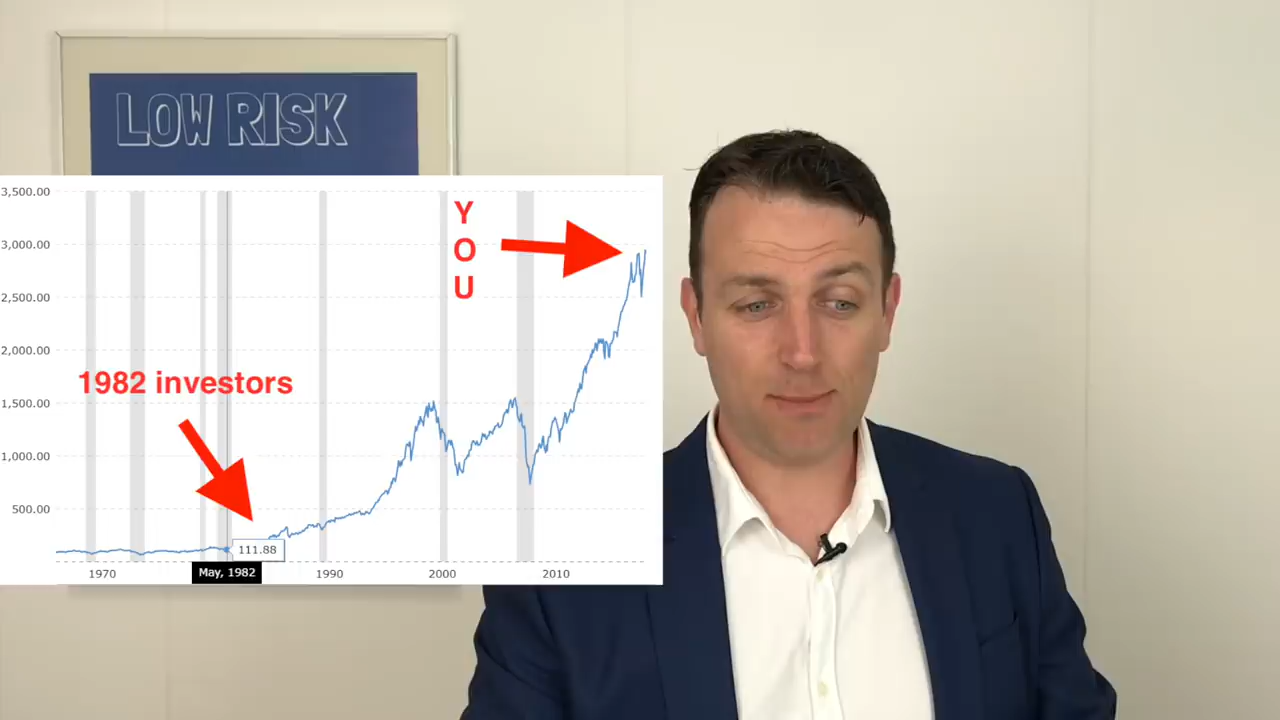 LOW RISK
3,500.00
3,000.00
2,500.00
2,000.00
1,500.00
1,000.00
500.00
Y
O
U
1982 investors
111.88
1970
May, 1982
1990
2000
2010